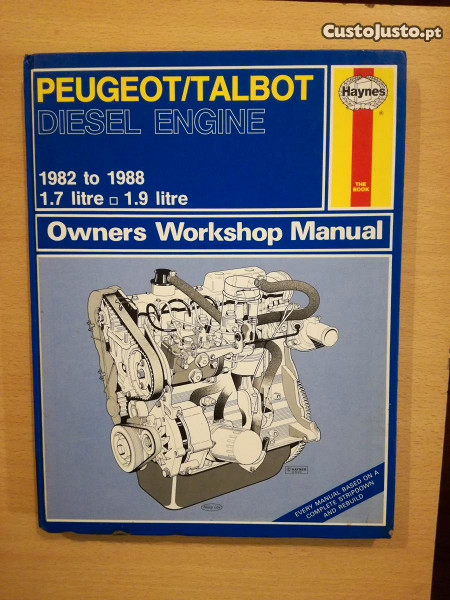 CustoJusto.pt
PEUGEOT/TALBOT
DIESEL ENGINE
Haynes
®
THE
BOOK
1982 to 1988
1.7 litre □ 1.9 litre
Owners Workshop Manual
EVERY MANUAL BASED ON A
COMPLETE STRIPDOWN
AND REBUILD